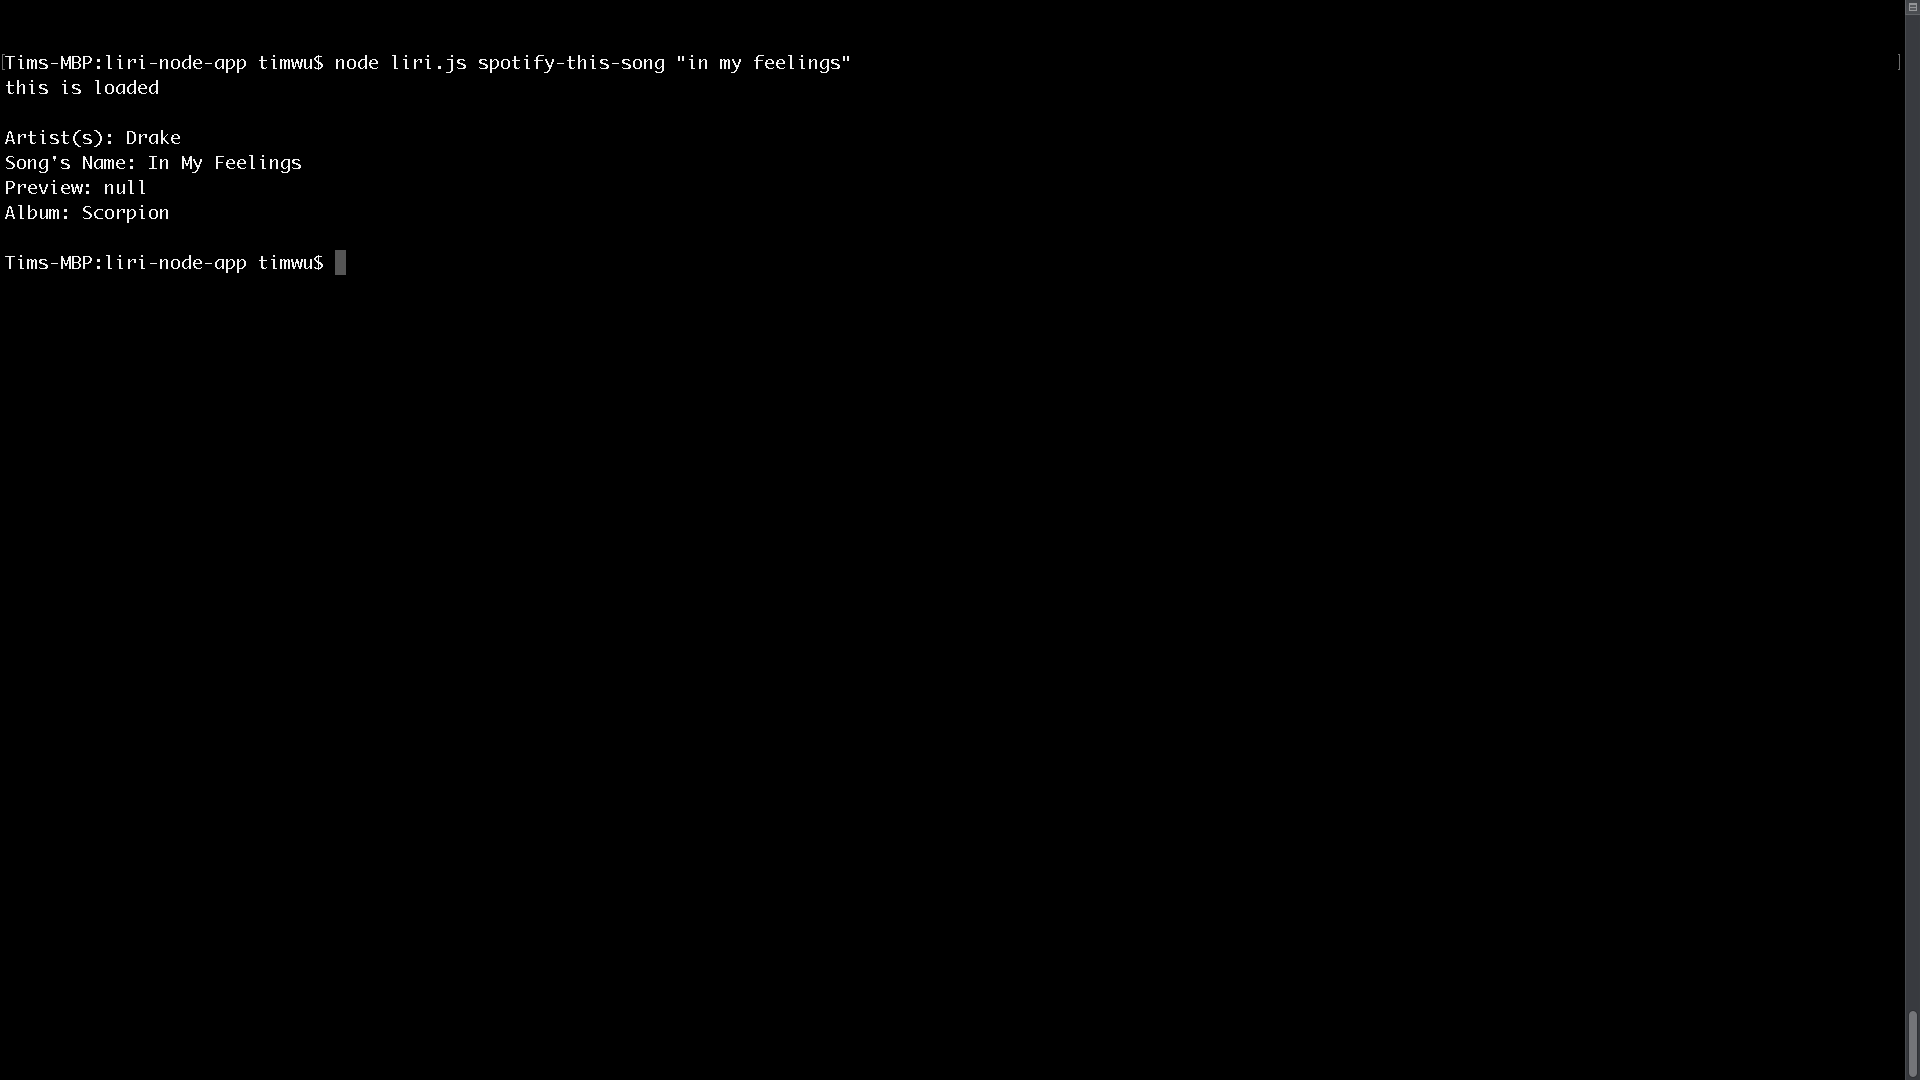 [Tims-MBP:liri-node-app timwu$ node liri.js spotify-this-song "in my feelings" ]
this is loaded
Artist(s): Drake
Song's Name: In My Feelings
Preview: null
Album: Scorpion
Tims-MBP:liri-node-app timwu$